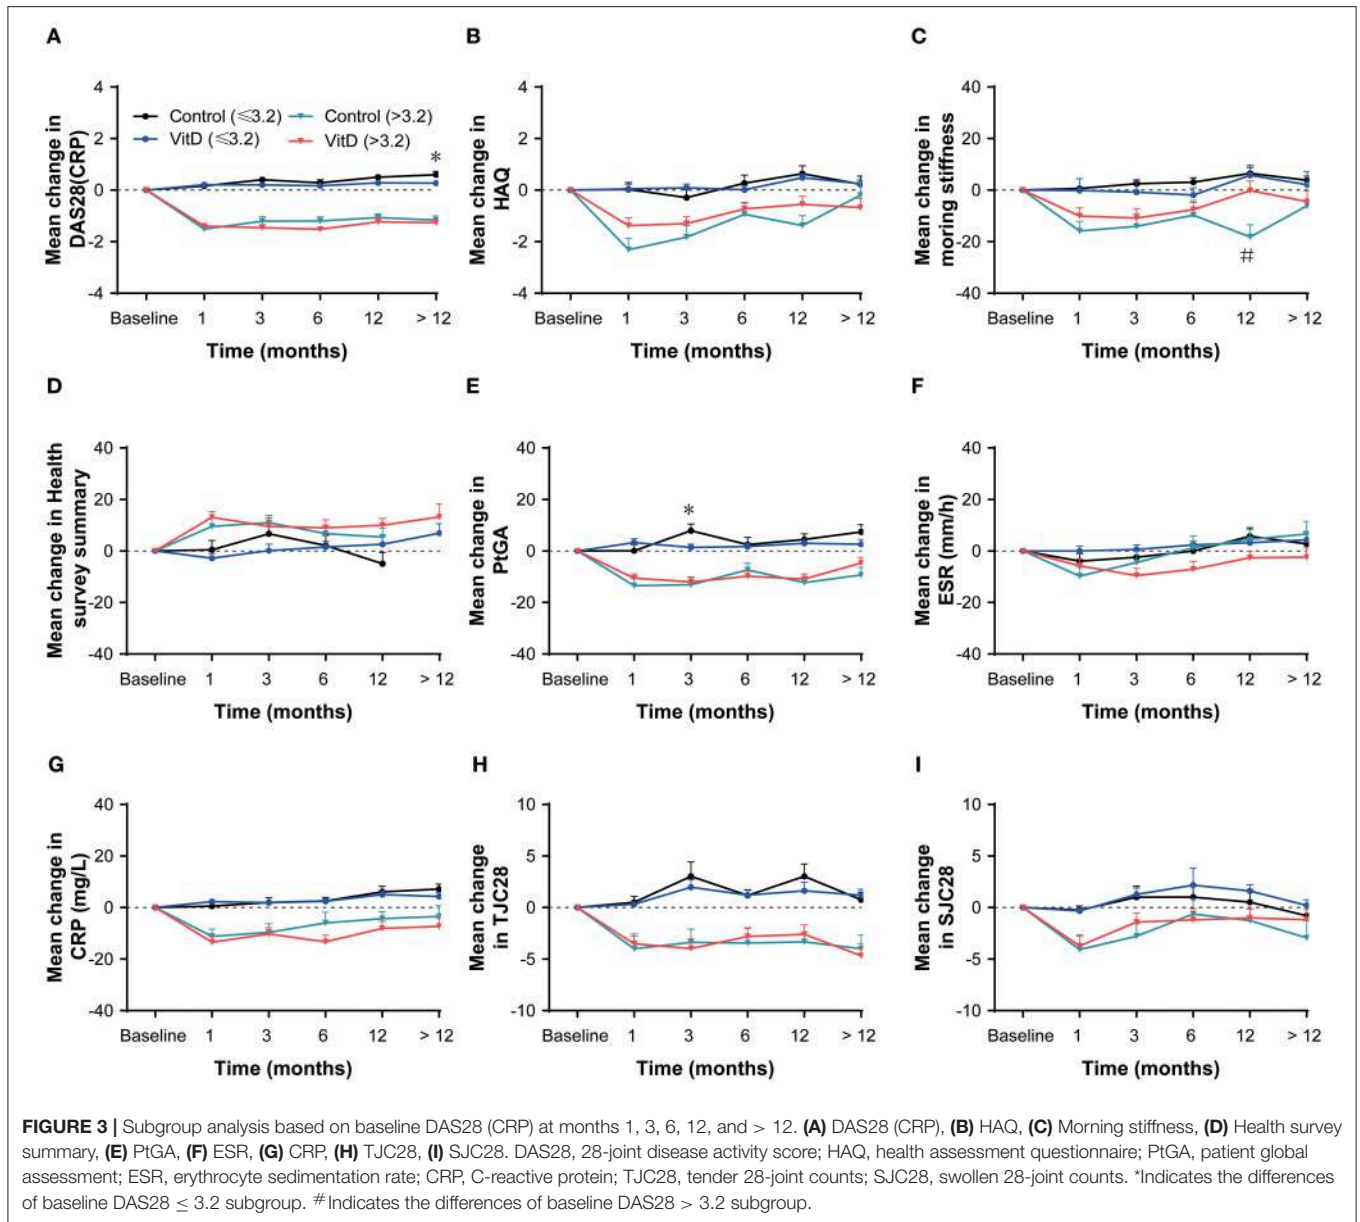 A
Mean change in
DAS28(CRP)
4
2
0
-2
-4
Control (≤3.2)
Control (>3.2)
VitD (≤3.2)
VitD (>3.2)
*
Baseline 1 3 6 12 > 12
Time (months)
B
Mean change in
HAQ
4
2
0
-2
-4
Baseline 1 3 6 12 > 12
Time (months)
C
Mean change in
moring stiffness
40
20
0
-20
-40
#
Baseline 1 3 6 12 > 12
Time (months)
D
Mean change in Health
survey summary
40
20
0
-20
-40
Baseline 1 3 6 12 > 12
Time (months)
E
Mean change in
PtGA
40
20
0
-20
-40
*
Baseline 1 3 6 12 > 12
Time (months)
F
Mean change in
ESR (mm/h)
40
20
0
-20
-40
Baseline 1 3 6 12 > 12
Time (months)
G
Mean change in
CRP (mg/L)
40
20
0
-20
-40
Baseline 1 3 6 12 > 12
Time (months)
H
Mean change
in TJC28
10
5
0
-5
-10
Baseline 1 3 6 12 > 12
Time (months)
I
Mean change
in SJC28
10
5
0
-5
-10
Baseline 1 3 6 12 > 12
Time (months)
FIGURE 3 | Subgroup analysis based on baseline DAS28 (CRP) at months 1, 3, 6, 12, and > 12. (A) DAS28 (CRP), (B) HAQ, (C) Morning stiffness, (D) Health survey
summary, (E) PtGA, (F) ESR, (G) CRP, (H) TJC28, (I) SJC28. DAS28, 28-joint disease activity score; HAQ, health assessment questionnaire; PtGA, patient global
assessment; ESR, erythrocyte sedimentation rate; CRP, C-reactive protein; TJC28, tender 28-joint counts; SJC28, swollen 28-joint counts. *Indicates the differences
of baseline DAS28 ≤ 3.2 subgroup. #Indicates the differences of baseline DAS28 > 3.2 subgroup.